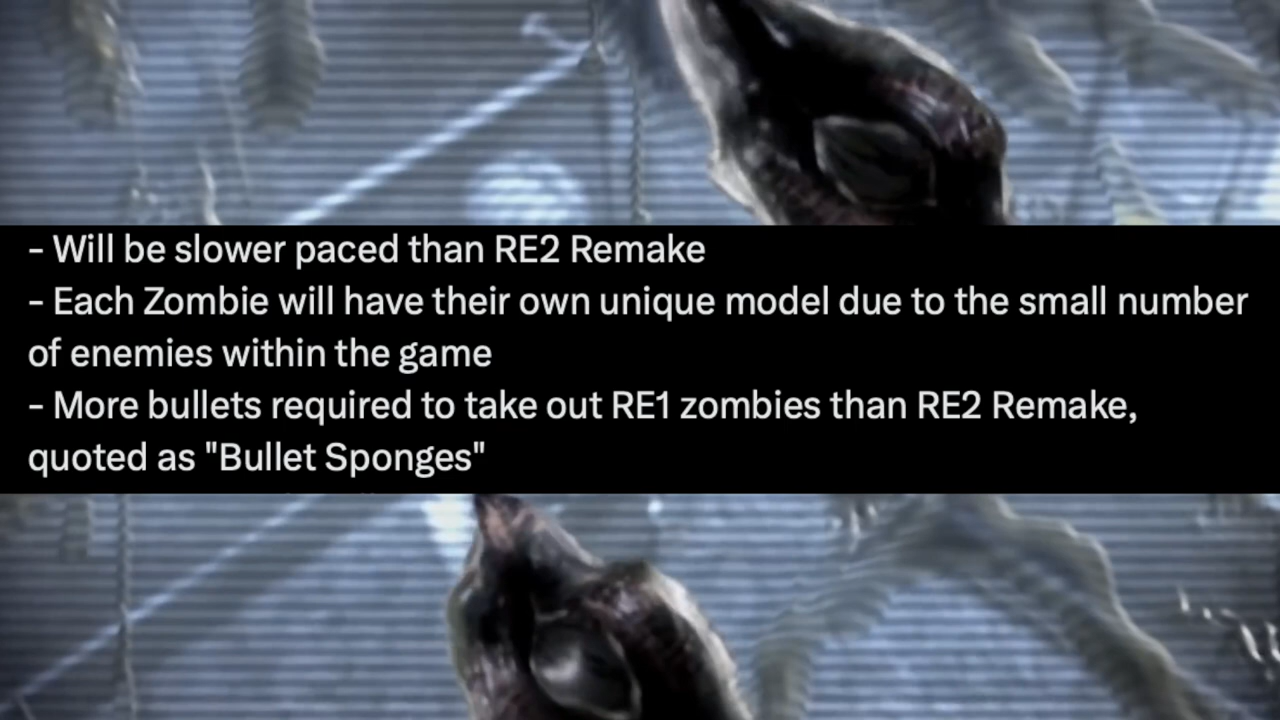 - Will be slower paced than RE2 Remake
- Each Zombie will have their own unique model due to the small number
of enemies within the game
- More bullets required to take out RE1 zombies than RE2 Remake,
quoted as "Bullet Sponges"